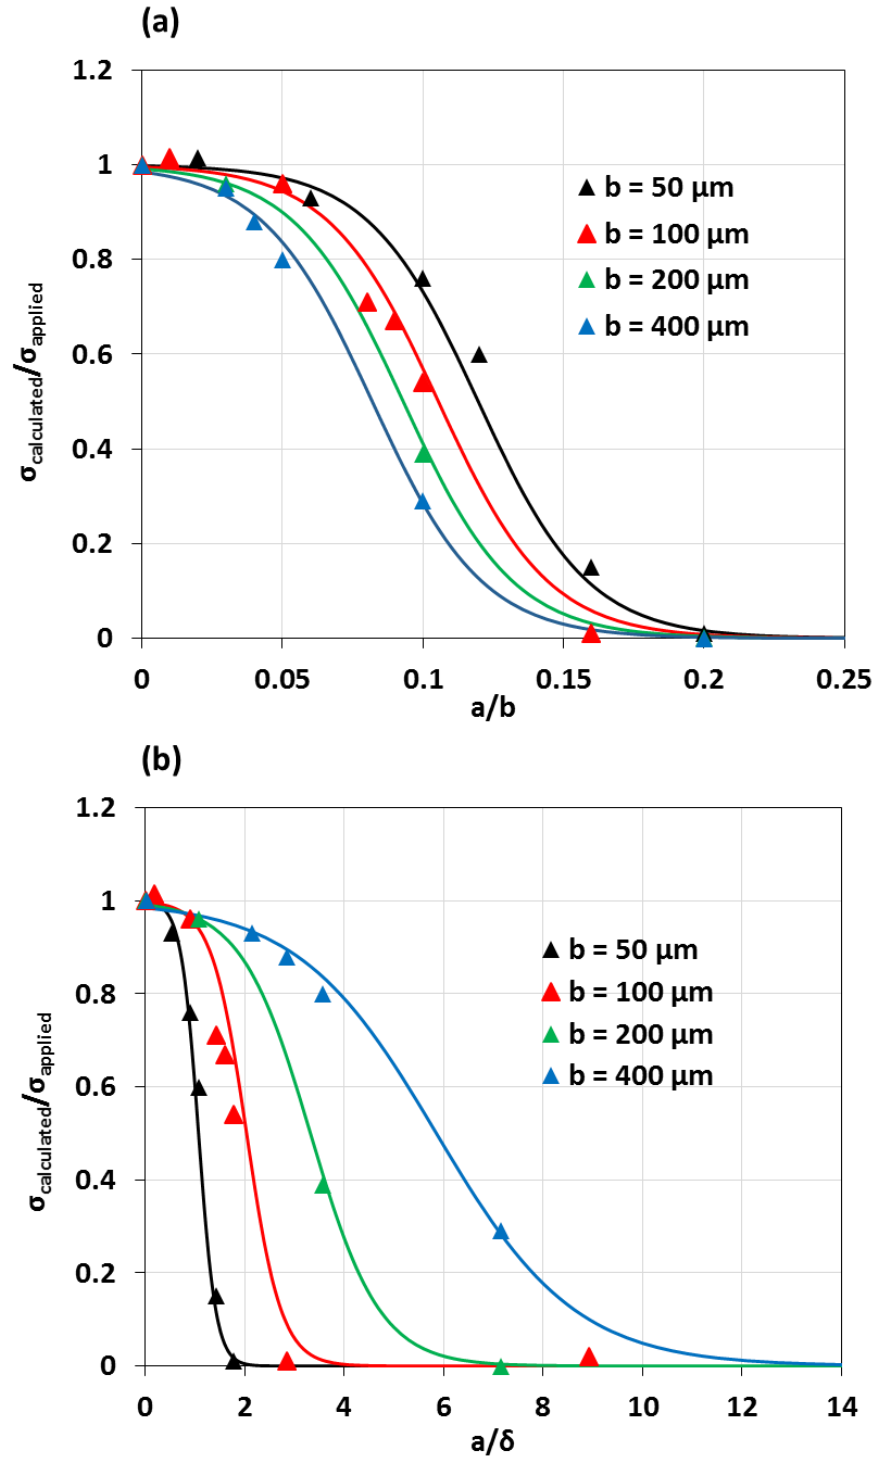 (a)
1.2
1
0.8
0.6
0.4
0.2
0
σcalculated/σapplied
b = 50 μm
b = 100 μm
b = 200 μm
b = 400 μm
0 0.05 0.1 0.15 0.2 0.25
a/b
(b)
1.2
1
0.8
0.6
0.4
0.2
0
σcalculated/σapplied
b = 50 μm
b = 100 μm
b = 200 μm
b = 400 μm
0 2 4 6 8 10 12 14
a/δ